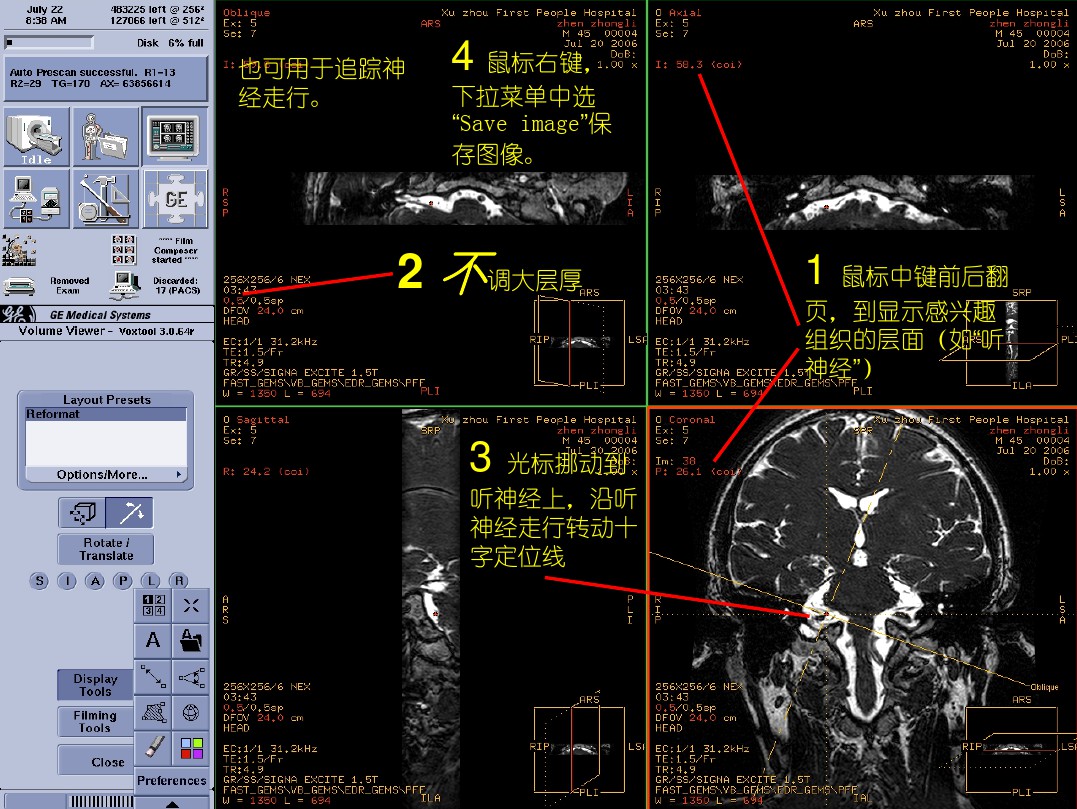 July 22
8:38 AM
483225 left @ 256²
127066 left @ 512²
Disk 6% full
Auto Prescan successful. R1-13
R2=29 TG=170 AX= 63856614
Idle
GE
Film
Composer
started
Removed
Exam
Discarded:
17 (PACS)
GE Medical Systems
Volume Viewer - Voxtool 3.0.64r
Layout Presets
Reformat
Options/More...
Rotate /
Translate
S I A P L R
1 2
3 4
A
Display
Tools
Filming
Tools
Close
Preferences
Oblique
Ex: 5
Se: 7
ARS
Xu zhou First People Hospital
zhen zhongli
M 45 00004
Jul 20 2006
DoB:
1.00 x
也可用于追踪神
经走行。
4 鼠标右键，
下拉菜单中选
“Save image”保
存图像。
R
S
P
L
I
A
2 不调大层厚
256X256/6 NEX
03:43
0.5/0.5sp
DFOV 24.0 cm
HEAD
EC:1/1 31.2kHz
TE:1.5/Fr
TR:4.9
GR/SS/SIGNA EXCITE 1.5T
FAST_GEMS\VB_GEMS\EDR_GEMS\PFF
W = 1350 L = 694
PLI
ARS
RIP
LSA
PLI
O Axial
Ex: 5
Se: 7
ARS
Xu zhou First People Hospital
zhen zhongli
M 45 00004
Jul 20 2006
DoB:
1.00 x
I: 58.3 (coi)
R
I
P
L
S
A
1 鼠标中键前后翻
页，到显示感兴趣
组织的层面（如“听
神经”）
256X256/6 NEX
03:43
0.5/0.5sp
DFOV 24.0 cm
HEAD
EC:1/1 31.2kHz
TE:1.5/Fr
TR:4.9
GR/SS/SIGNA EXCITE 1.5T
FAST_GEMS\VB_GEMS\EDR_GEMS\PFF
W = 1350 L = 694
PLI
SRP
ILA
O Sagittal
Ex: 5
Se: 7
SRP
Xu zhou First People Hospital
zhen zhongli
M 45 00004
Jul 20 2006
DoB:
R: 24.2 (coi)
3 光标挪动到
听神经上，沿听
神经走行转动十
字定位线
A
R
S
P
L
I
256X256/6 NEX
03:43
0.5/0.5sp
DFOV 24.0 cm
HEAD
EC:1/1 31.2kHz
TE:1.5/Fr
TR:4.9
GR/SS/SIGNA EXCITE 1.5T
FAST_GEMS\VB_GEMS\EDR_GEMS\PFF
W = 1350 L = 694
ILA
ARS
RIP
LSA
PLI
O Coronal
Ex: 5
Se: 7
Xu zhou First People Hospital
zhen zhongli
M 45 00004
Jul 20 2006
DoB:
1.00 x
Im: 38
P: 26.1 (coi)
R
I
P
L
S
A
Oblique
256X256/6 NEX
03:43
0.5/0.5sp
DFOV 24.0 cm
HEAD
EC:1/1 31.2kHz
TE:1.5/Fr
TR:4.9
GR/SS/SIGNA EXCITE 1.5T
FAST_GEMS\VB_GEMS\EDR_GEMS\PFF
W = 1350 L = 694
ARS
RIP
LSA
PLI